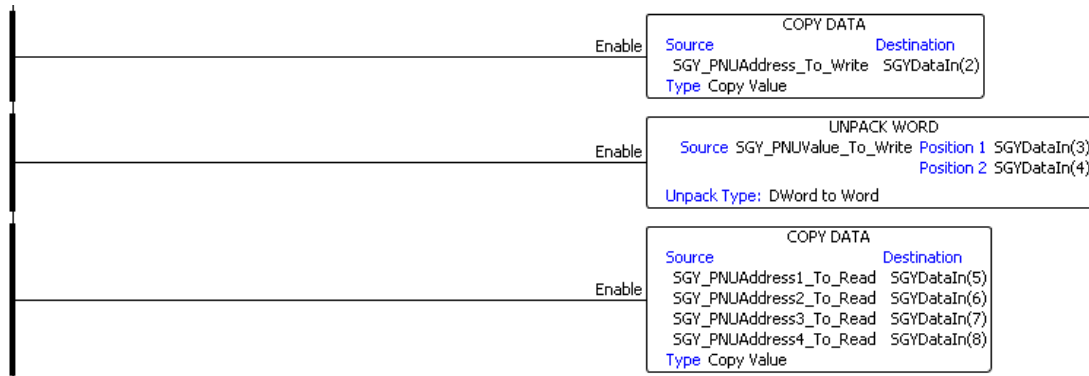 COPY DATA
Enable Source Destination
SGY_PNUAddress_To_Write SGYDataIn(2)
Type Copy Value
UNPACK WORD
Enable Source SGY_PNUValue_To_Write Position 1 SGYDataIn(3)
Position 2 SGYDataIn(4)
Unpack Type: DWord to Word
COPY DATA
Source Destination
SGY_PNUAddress1_To_Read SGYDataIn(5)
Enable SGY_PNUAddress2_To_Read SGYDataIn(6)
SGY_PNUAddress3_To_Read SGYDataIn(7)
SGY_PNUAddress4_To_Read SGYDataIn(8)
Type Copy Value